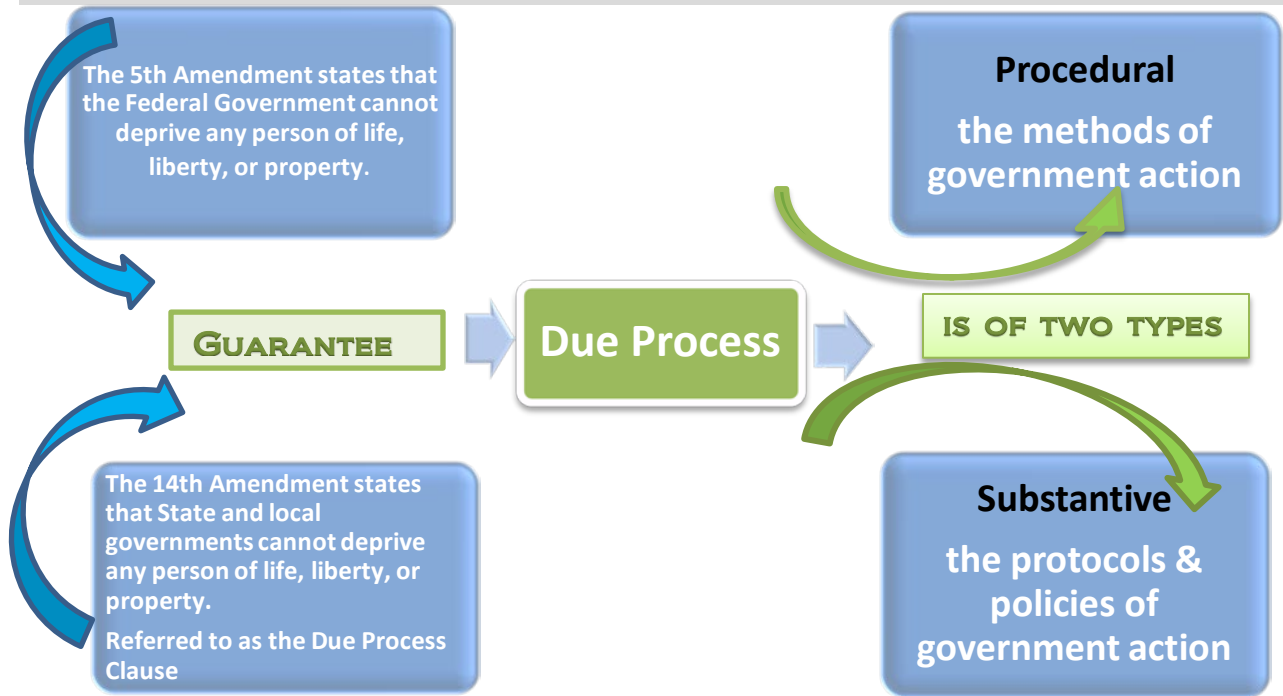 The 5th Amendment states that
the Federal Government cannot
deprive any person of life,
liberty, or property.
Procedural
the methods of
government action
GUARANTEE
Due Process
IS OF TWO TYPES
The 14th Amendment states
that State and local
governments cannot deprive
any person of life, liberty, or
property.
Referred to as the Due Process
Clause
Substantive
the protocols &
policies of
government action